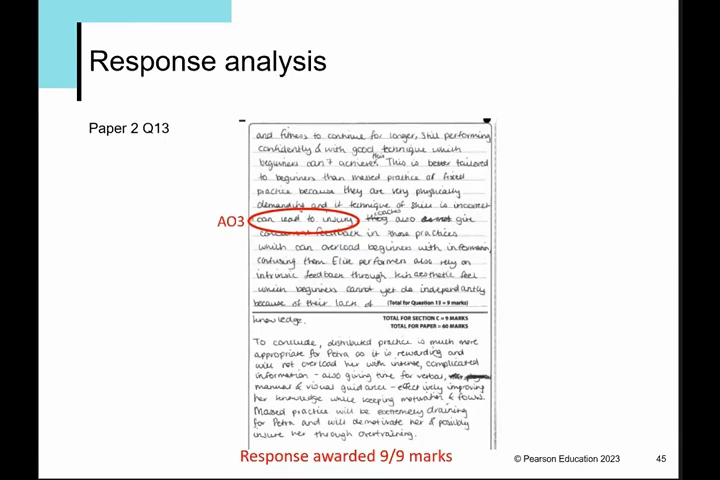 Response analysis
Paper 2 Q13
and fitness to continue for longer, still performing
confidently & with good technique which
beginners can't achieve. This is better tailored
to beginners than massed practice or fixed
practice because they are very physically
demanding and if technique of skill is incorrect
AO3
can lead to injury. coaches also give
concurrent feedback in those practices
which can overload beginners with information,
confusing them. Elite performers also rely on
intrinsic feedback through kinaesthetic feel
which beginners cannot yet do independantly
because of their lack of
(Total for Question 13 = 9 marks)
knowledge.
TOTAL FOR SECTION C = 9 MARKS
TOTAL FOR PAPER = 60 MARKS
To conclude, distributed practice is much more
appropriate for Petra as it is rewarding and
will not overload her with intense, complicated
information - also giving time for verbal,
manual & visual guidance - effectively improving
her knowledge while keeping motivated & focus.
Massed practice will be extremely draining
for Petra and will demotivate her & possibly
injure her through overtraining.
Response awarded 9/9 marks
© Pearson Education 2023
45